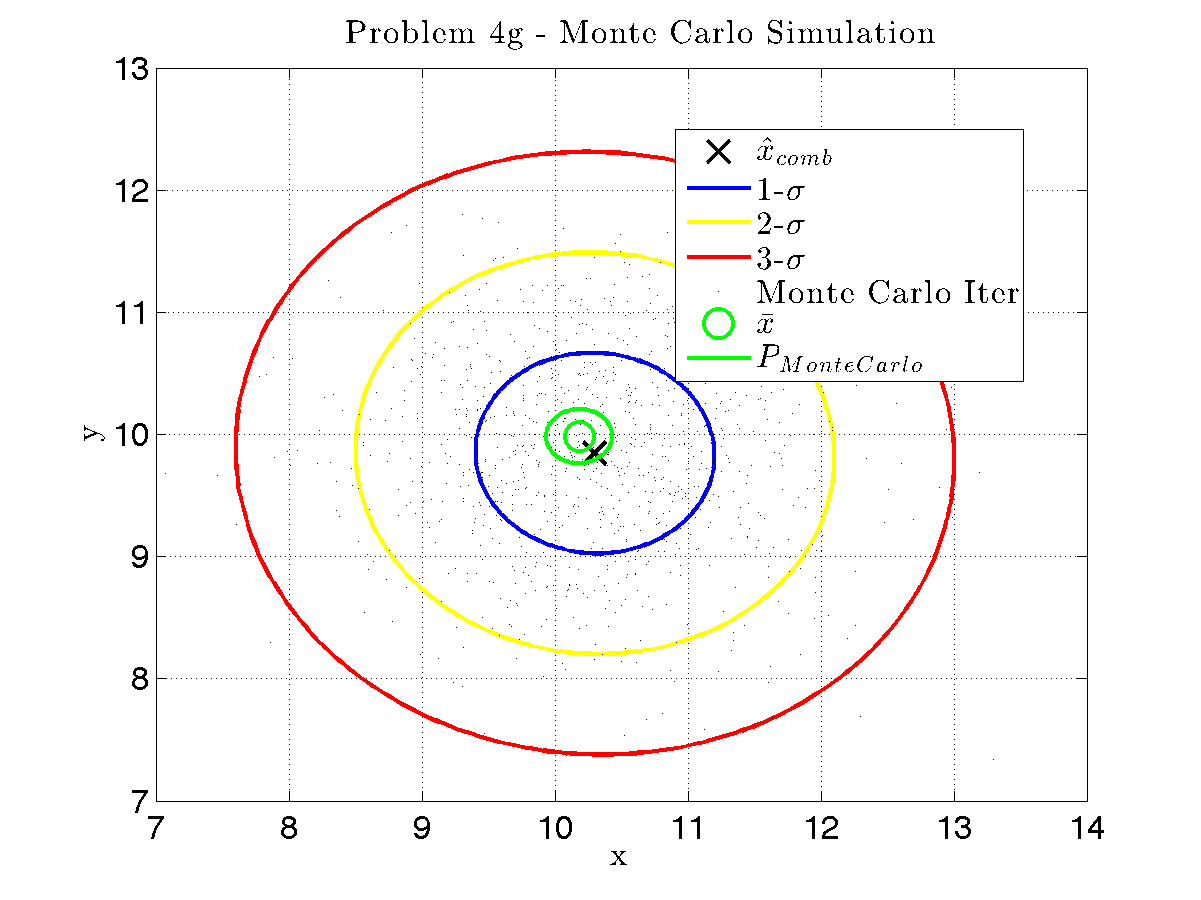 Problem 4g - Monte Carlo Simulation
13
12
11
10
9
8
7
y
x̂_comb
1-σ
2-σ
3-σ
Monte Carlo Iter
x̄
P_MonteCarlo
7 8 9 10 11 12 13 14
x